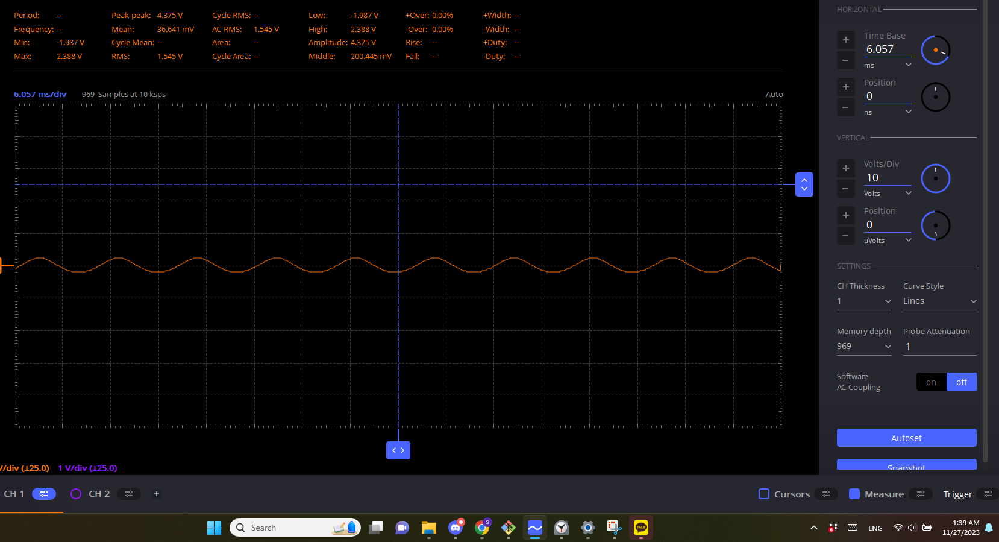 Period: -- Peak-peak: 4.375 V Cycle RMS: -- Low: -1.987 V +Over: 0.00% +Width: --
Frequency: -- Mean: 36.641 mV AC RMS: 1.545 V High: 2.388 V -Over: 0.00% -Width: --
Min: -1.987 V Cycle Mean: -- Area: -- Amplitude: 4.375 V Rise: -- +Duty: --
Max: 2.388 V RMS: 1.545 V Cycle Area: -- Middle: 200.445 mV Fall: -- -Duty: --
6.057 ms/div 969 Samples at 10 ksps Auto
HORIZONTAL
Time Base
6.057
ms
Position
0
ns
VERTICAL
Volts/Div
10
Volts
Position
0
µVolts
SETTINGS
CH Thickness Curve Style
1 Lines
Memory depth Probe Attenuation
969 1
Software
AC Coupling
on off
Autoset
Snapshot
V/div (±25.0) 1 V/div (±25.0)
CH 1 CH 2 + Cursors Measure Trigger
Search
S
TALK
6
ENG
1:39 AM
11/27/2023